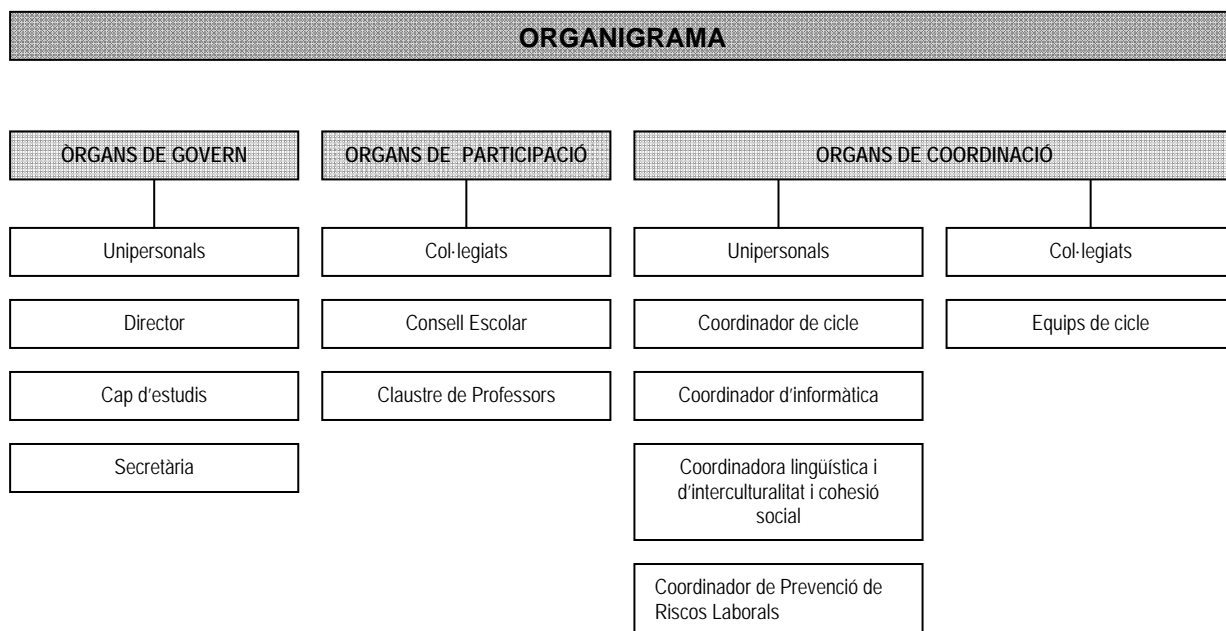 ORGANIGRAMA
ÒRGANS DE GOVERN
ORGANS DE PARTICIPACIÓ
ORGANS DE COORDINACIÓ
Unipersonals
Col·legiats
Unipersonals
Col·legiats
Director
Consell Escolar
Coordinador de cicle
Equips de cicle
Cap d'estudis
Claustre de Professors
Coordinador d'informàtica
Secretària
Coordinadora lingüística i
d'interculturalitat i cohesió
social
Coordinador de Prevenció de
Riscos Laborals